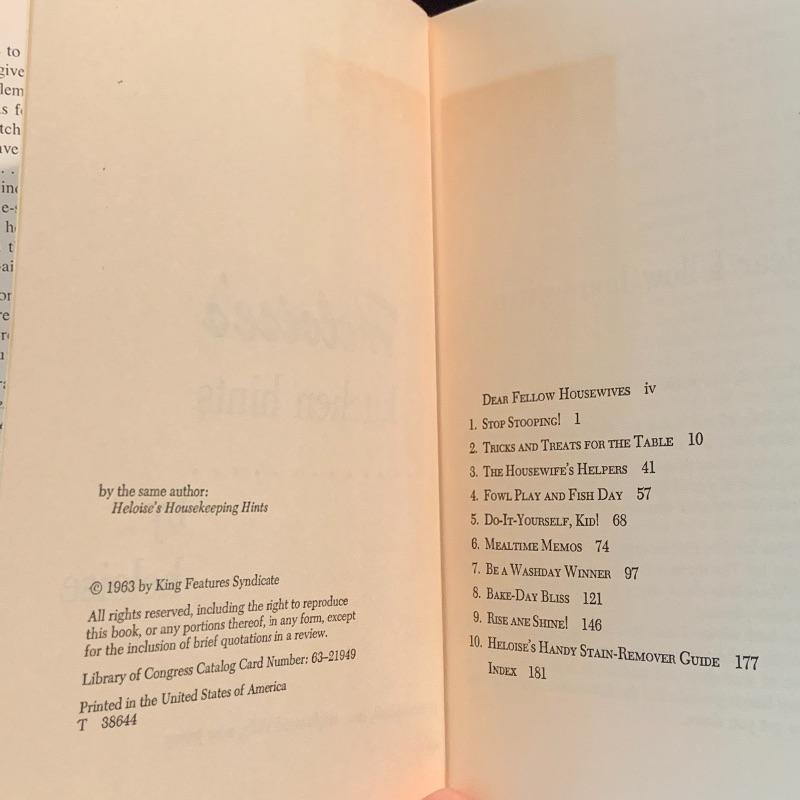 to
give
lem
tch
ave
by the same author:
Heloise's Housekeeping Hints
© 1963 by King Features Syndicate
All rights reserved, including the right to reproduce
this book, or any portions thereof, in any form, except
for the inclusion of brief quotations in a review.
Library of Congress Catalog Card Number: 63-21949
Printed in the United States of America
T 38644
DEAR FELLOW HOUSEWIVES iv
1. STOP STOOPING! 1
2. TRICKS AND TREATS FOR THE TABLE 10
3. THE HOUSEWIFE'S HELPERS 41
4. FOWL PLAY AND FISH DAY 57
5. DO-IT-YOURSELF, KID! 68
6. MEALTIME MEMOS 74
7. BE A WASHDAY WINNER 97
8. BAKE-DAY BLISS 121
9. RISE ANE SHINE! 146
10. HELOISE'S HANDY STAIN-REMOVER GUIDE 177
INDEX 181